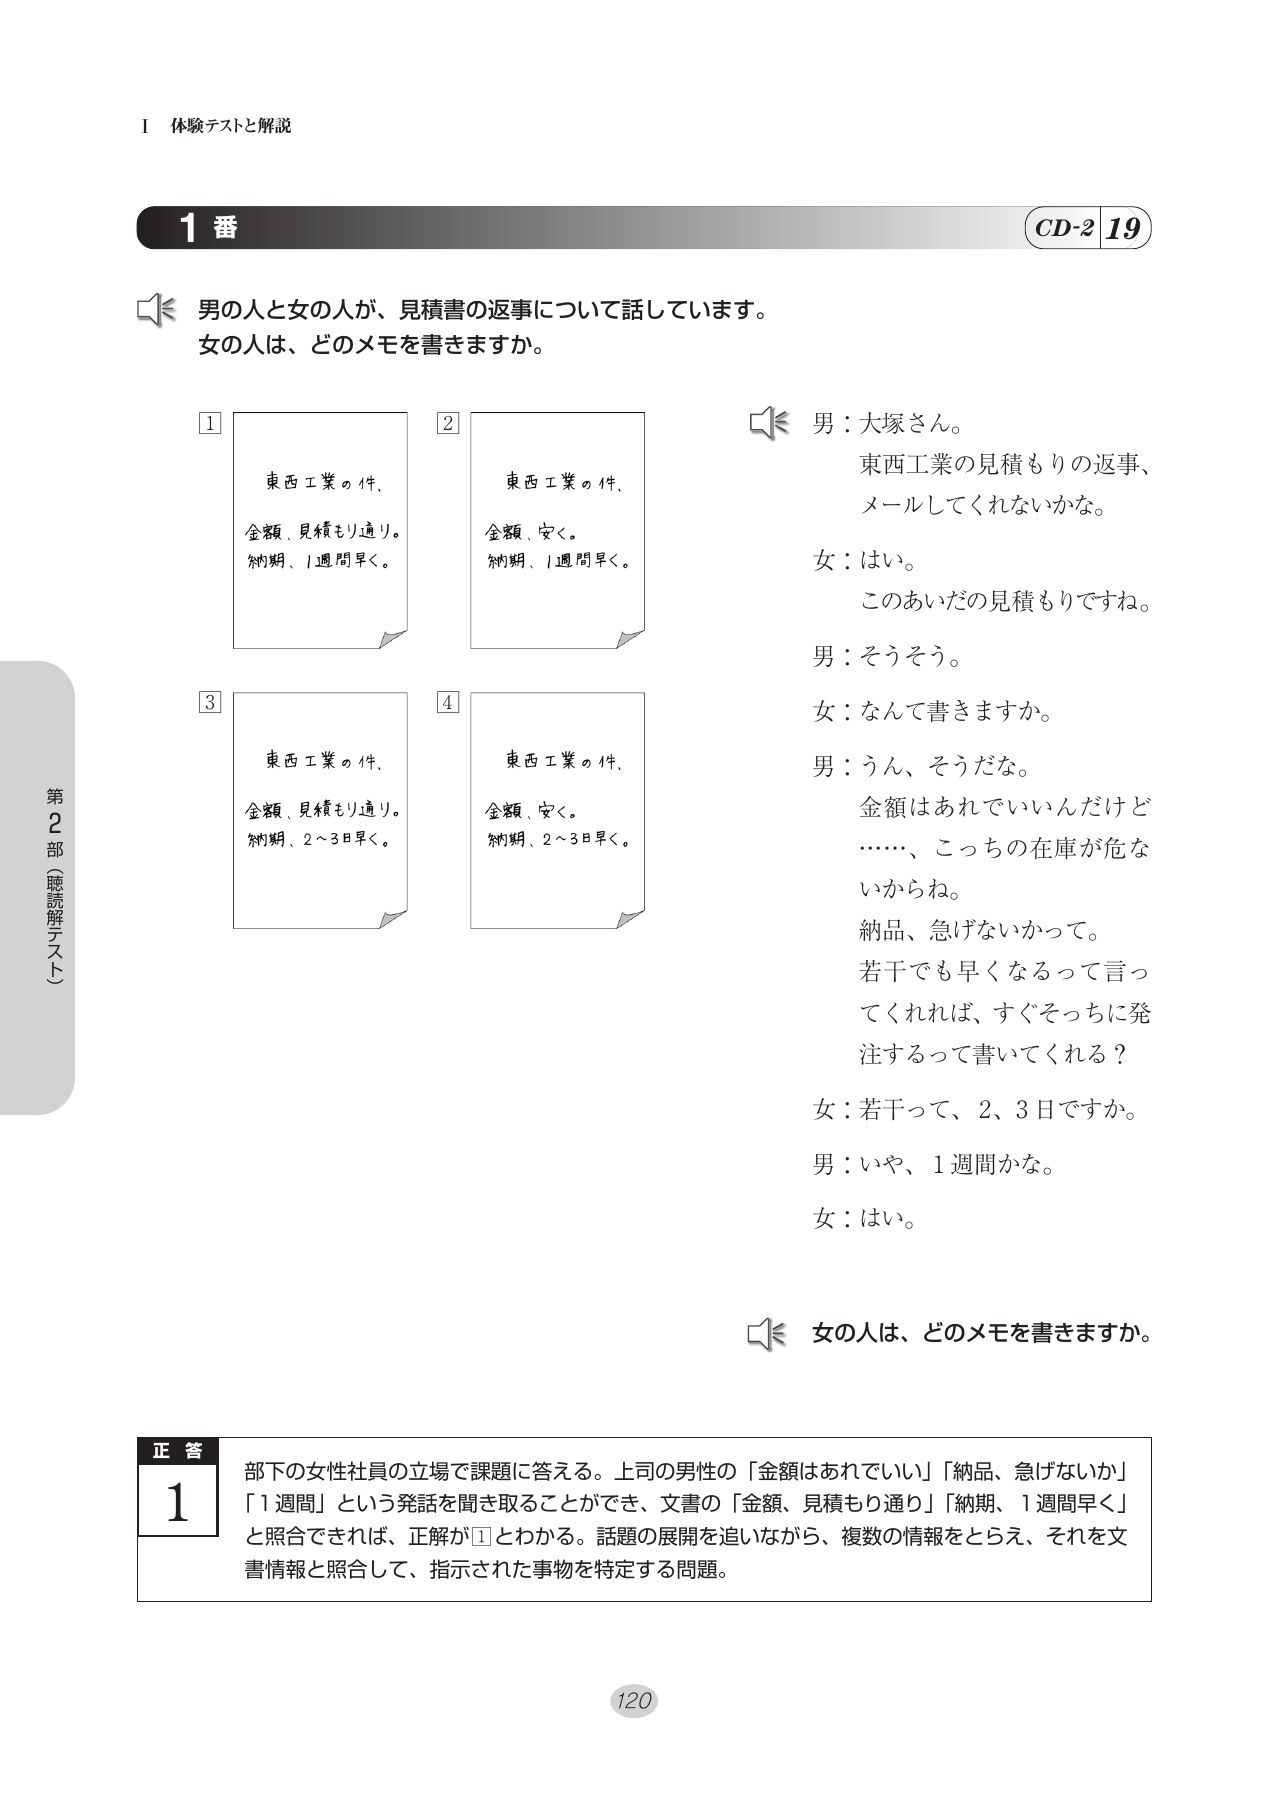 I 体験テストと解説
1 番
CD-2 19
男の人と女の人が、見積書の返事について話しています。
女の人は、どのメモを書きますか。
1
東西工業の件、
金額、見積もり通り。
納期、1週間早く。
2
東西工業の件、
金額、安く。
納期、1週間早く。
3
東西工業の件、
金額、見積もり通り。
納期、2〜3日早く。
4
東西工業の件、
金額、安く。
納期、2〜3日早く。
男：大塚さん。
東西工業の見積もりの返事、
メールしてくれないかな。
女：はい。
このあいだの見積もりですね。
男：そうそう。
女：なんて書きますか。
男：うん、そうだな。
金額はあれでいいんだけど
……、こっちの在庫が危な
いからね。
納品、急げないかって。
若干でも早くなるって言っ
てくれれば、すぐそっちに発
注するって書いてくれる？
女：若干って、2、3日ですか。
男：いや、1週間かな。
女：はい。
女の人は、どのメモを書きますか。
第2部（聴読解テスト）
正 答
1
部下の女性社員の立場で課題に答える。上司の男性の「金額はあれでいい」「納品、急げないか」
「1週間」という発話を聞き取ることができ、文書の「金額、見積もり通り」「納期、1週間早く」
と照合できれば、正解が1とわかる。話題の展開を追いながら、複数の情報をとらえ、それを文
書情報と照合して、指示された事物を特定する問題。
120